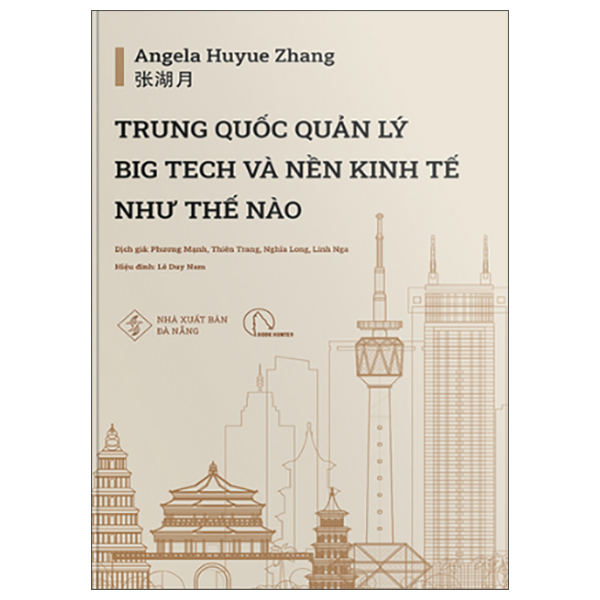 Angela Huyue Zhang
张湖月
TRUNG QUỐC QUẢN LÝ
BIG TECH VÀ NỀN KINH TẾ
NHƯ THẾ NÀO
Dịch giả: Phương Mạnh, Thiên Trang, Nghĩa Long, Linh Nga
Hiệu đính: Lê Duy Nam
NHÀ XUẤT BẢN
ĐÀ NẴNG
BOOK HUNTER